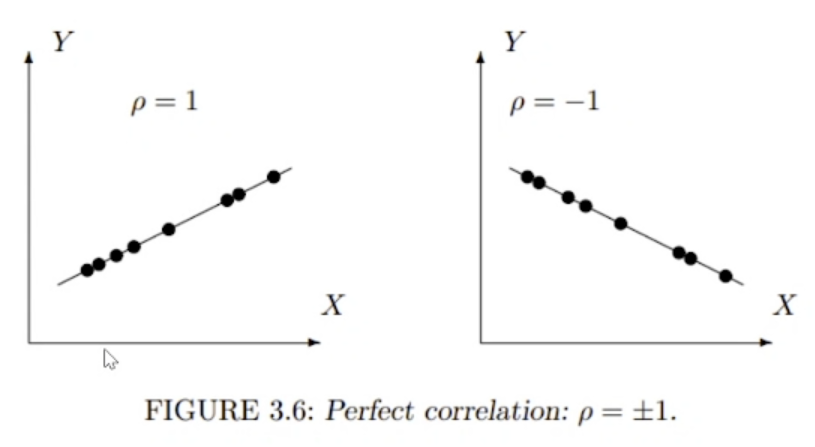 Y
ρ = 1
X
Y
ρ = −1
X
FIGURE 3.6: Perfect correlation: ρ = ±1.